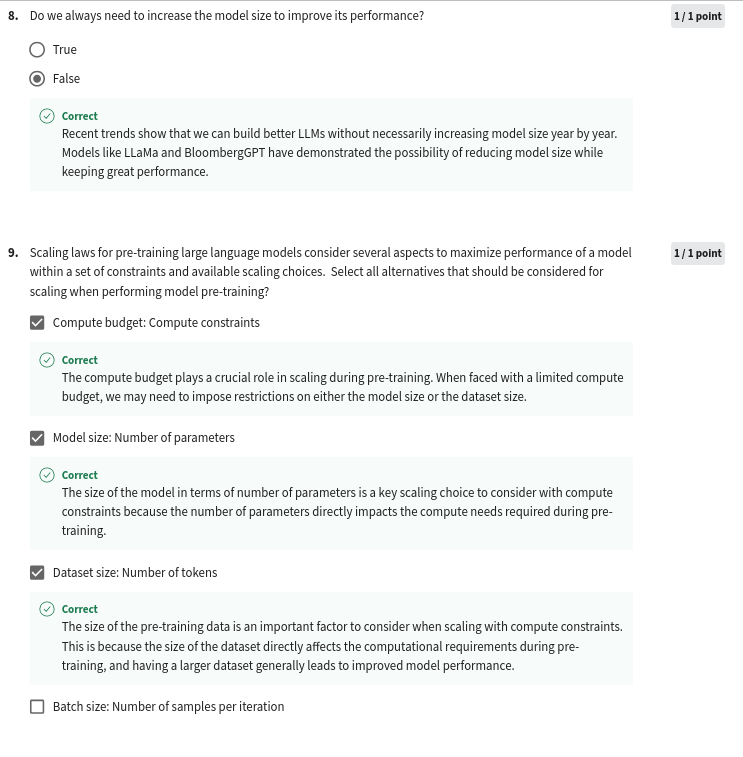 8. Do we always need to increase the model size to improve its performance?
1 / 1 point
True
False
Correct
Recent trends show that we can build better LLMs without necessarily increasing model size year by year.
Models like LLaMa and BloombergGPT have demonstrated the possibility of reducing model size while
keeping great performance.
9. Scaling laws for pre-training large language models consider several aspects to maximize performance of a model
1 / 1 point
within a set of constraints and available scaling choices. Select all alternatives that should be considered for
scaling when performing model pre-training?
Compute budget: Compute constraints
Correct
The compute budget plays a crucial role in scaling during pre-training. When faced with a limited compute
budget, we may need to impose restrictions on either the model size or the dataset size.
Model size: Number of parameters
Correct
The size of the model in terms of number of parameters is a key scaling choice to consider with compute
constraints because the number of parameters directly impacts the compute needs required during pre-
training.
Dataset size: Number of tokens
Correct
The size of the pre-training data is an important factor to consider when scaling with compute constraints.
This is because the size of the dataset directly affects the computational requirements during pre-
training, and having a larger dataset generally leads to improved model performance.
Batch size: Number of samples per iteration